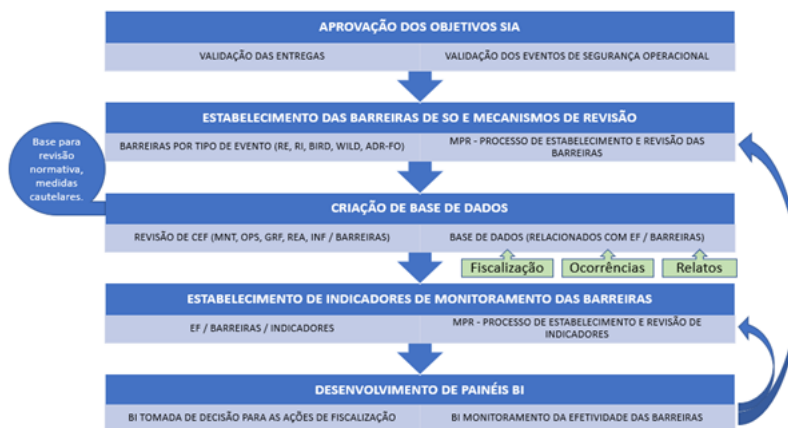 APROVAÇÃO DOS OBJETIVOS SIA
VALIDAÇÃO DAS ENTREGAS
VALIDAÇÃO DOS EVENTOS DE SEGURANÇA OPERACIONAL
ESTABELECIMENTO DAS BARREIRAS DE SO E MECANISMOS DE REVISÃO
BARREIRAS POR TIPO DE EVENTO (RE, RI, BIRD, WILD, ADR-FO)
MPR - PROCESSO DE ESTABELECIMENTO E REVISÃO DAS
BARREIRAS
Base para
revisão
normativa,
medidas
cautelares.
CRIAÇÃO DE BASE DE DADOS
REVISÃO DE CEF (MNT, OPS, GRF, REA, INF / BARREIRAS)
BASE DE DADOS (RELACIONADOS COM EF / BARREIRAS)
Fiscalização
Ocorrências
Relatos
ESTABELECIMENTO DE INDICADORES DE MONITORAMENTO DAS BARREIRAS
EF / BARREIRAS / INDICADORES
MPR - PROCESSO DE ESTABELECIMENTO E REVISÃO DE
INDICADORES
DESENVOLVIMENTO DE PAINÉIS BI
BI TOMADA DE DECISÃO PARA AS AÇÕES DE FISCALIZAÇÃO
BI MONITORAMENTO DA EFETIVIDADE DAS BARREIRAS